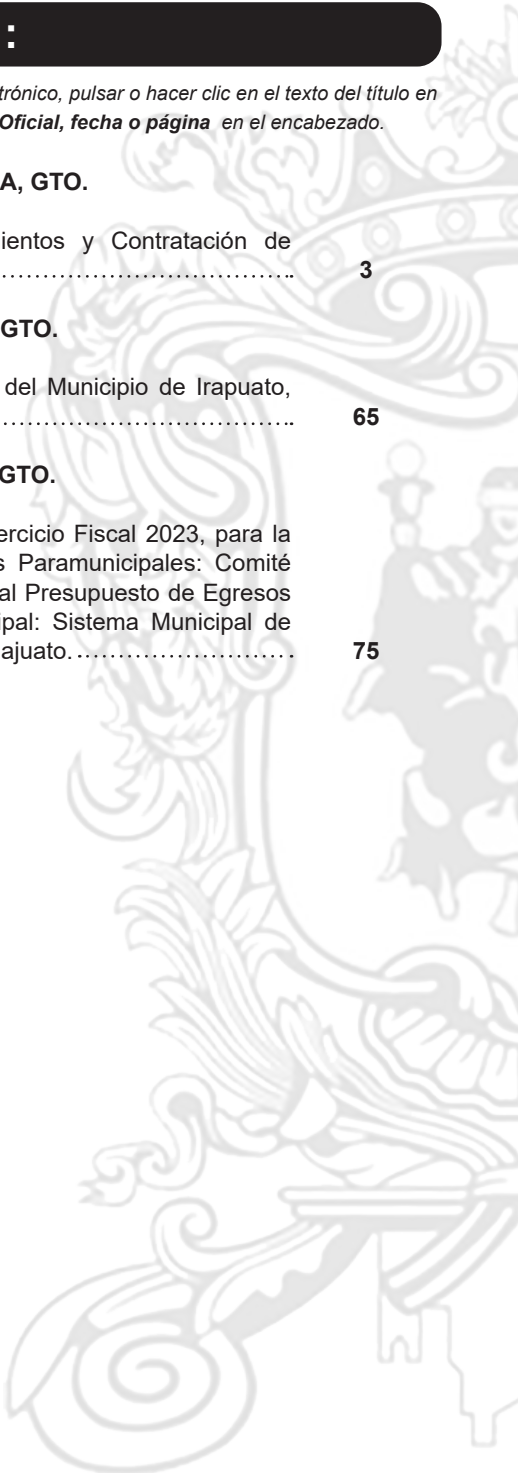 :
trónico, pulsar o hacer clic en el texto del título en
Oficial, fecha o página en el encabezado.
A, GTO.
ientos y Contratación de
........................................ 3
GTO.
del Municipio de Irapuato,
........................................ 65
GTO.
ercicio Fiscal 2023, para la
s Paramunicipales: Comité
al Presupuesto de Egresos
ipal: Sistema Municipal de
ajuato. .............................. 75